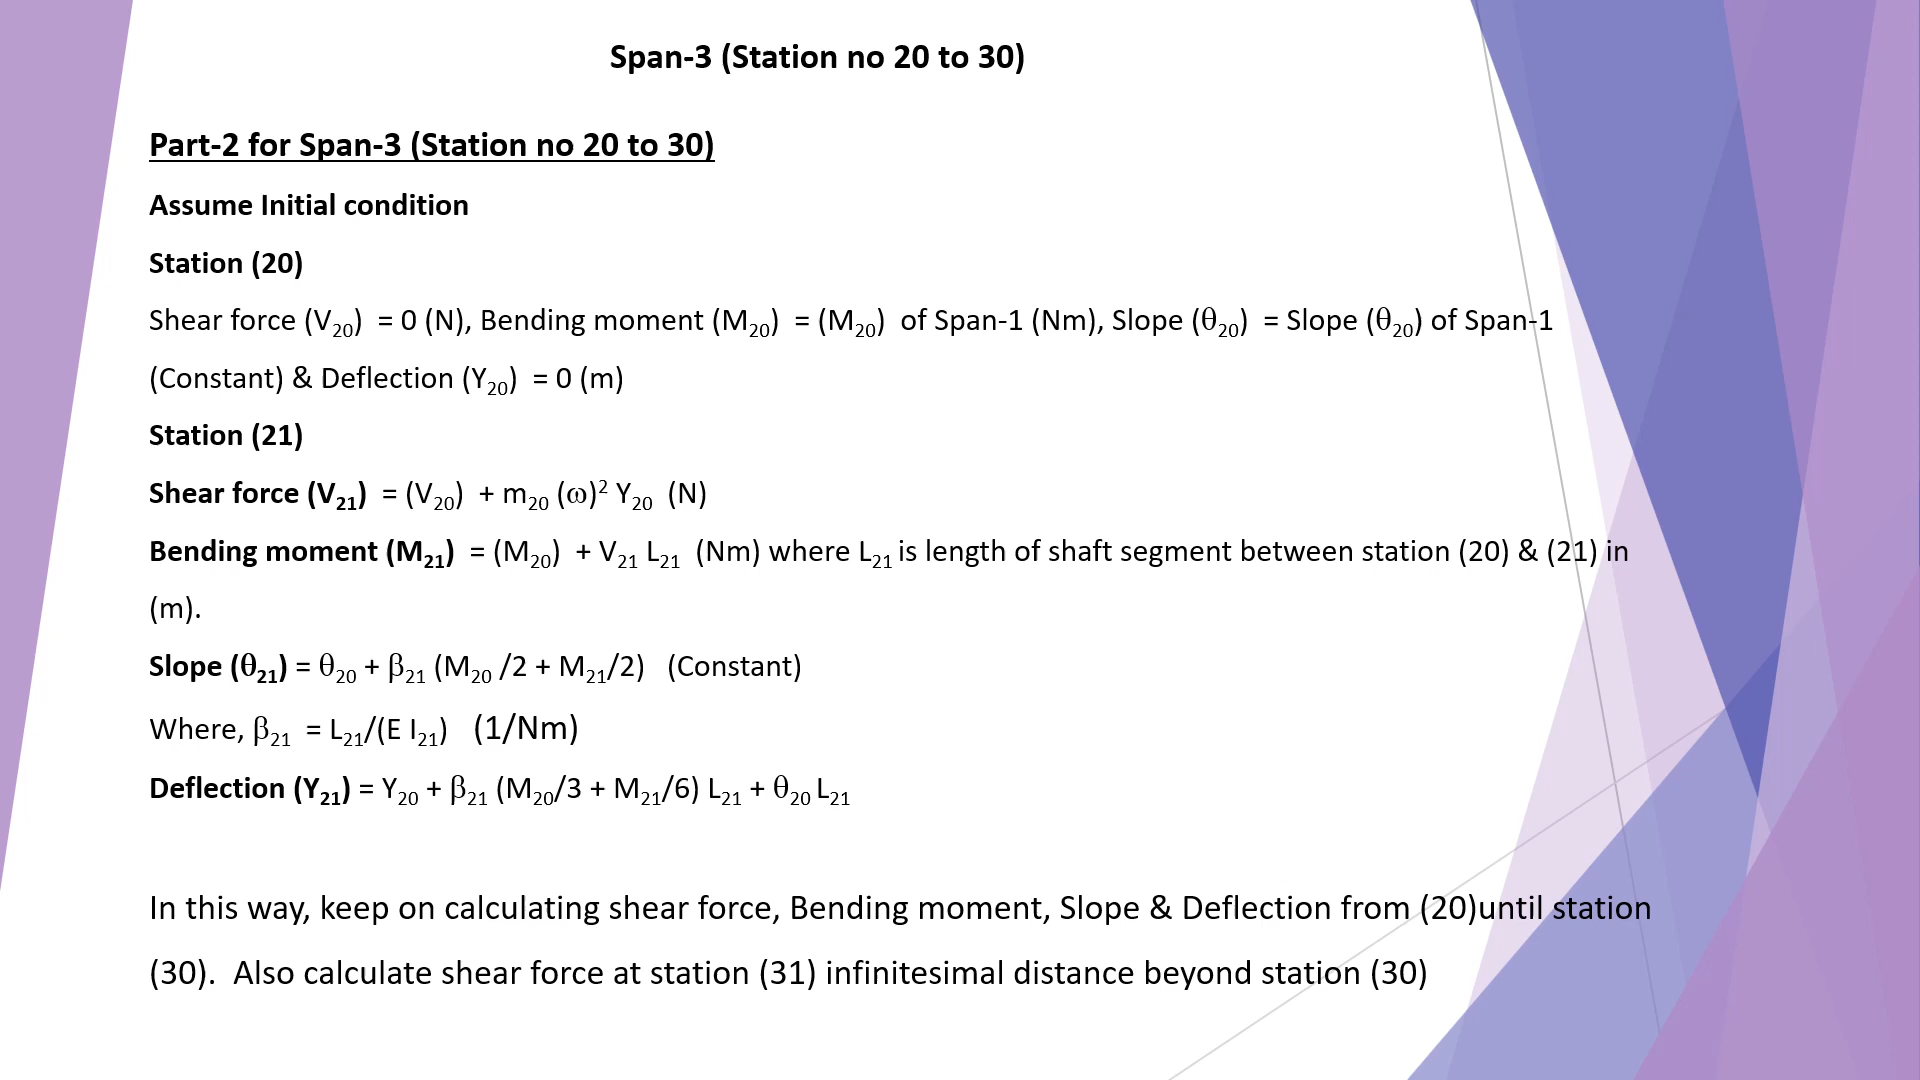 Span-3 (Station no 20 to 30)
Part-2 for Span-3 (Station no 20 to 30)
Assume Initial condition
Station (20)
Shear force (V₂₀) = 0 (N), Bending moment (M₂₀) = (M₂₀) of Span-1 (Nm), Slope (θ₂₀) = Slope (θ₂₀) of Span-1
(Constant) & Deflection (Y₂₀) = 0 (m)
Station (21)
Shear force (V₂₁) = (V₂₀) + m₂₀ (ω)² Y₂₀ (N)
Bending moment (M₂₁) = (M₂₀) + V₂₁ L₂₁ (Nm) where L₂₁ is length of shaft segment between station (20) & (21) in
(m).
Slope (θ₂₁) = θ₂₀ + β₂₁ (M₂₀ /2 + M₂₁/2) (Constant)
Where, β₂₁ = L₂₁/(E I₂₁) (1/Nm)
Deflection (Y₂₁) = Y₂₀ + β₂₁ (M₂₀/3 + M₂₁/6) L₂₁ + θ₂₀ L₂₁
In this way, keep on calculating shear force, Bending moment, Slope & Deflection from (20)until station
(30). Also calculate shear force at station (31) infinitesimal distance beyond station (30)